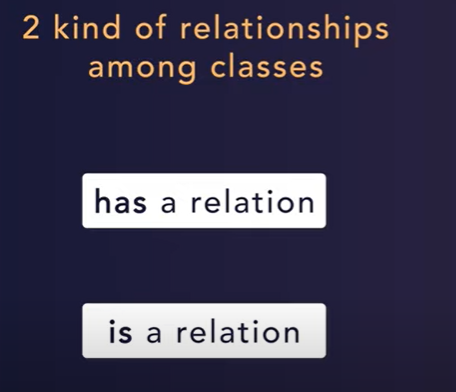 2 kind of relationships
among classes
has a relation
is a relation